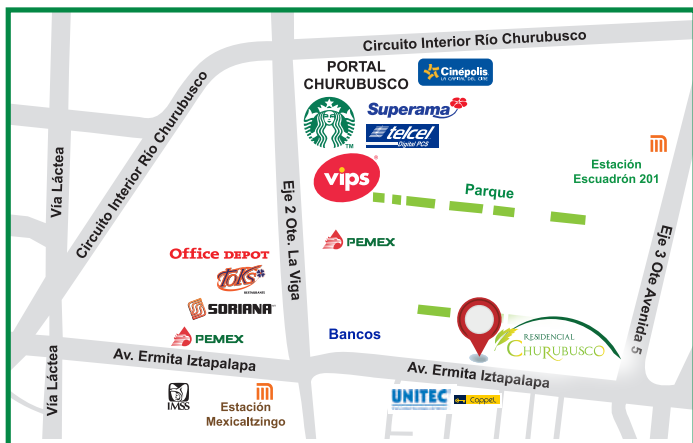 Circuito Interior Río Churubusco
PORTAL
CHURUBUSCO
Cinépolis
LA CAPITAL DEL CINE
Superama
telcel
Digital PCS
TM
vips
®
Estación
Escuadrón 201
Parque
Vía Láctea
Circuito Interior Río Churubusco
Eje 2 Ote. La Viga
Eje 3 Ote Avenida 5
PEMEX
Office DEPOT
Toks
RESTAURANTE
SORIANA
PEMEX
Bancos
RESIDENCIAL
CHURUBUSCO
Av. Ermita Iztapalapa
Av. Ermita Iztapalapa
Vía Láctea
IMSS
Estación
Mexicaltzingo
UNITEC
Coppel